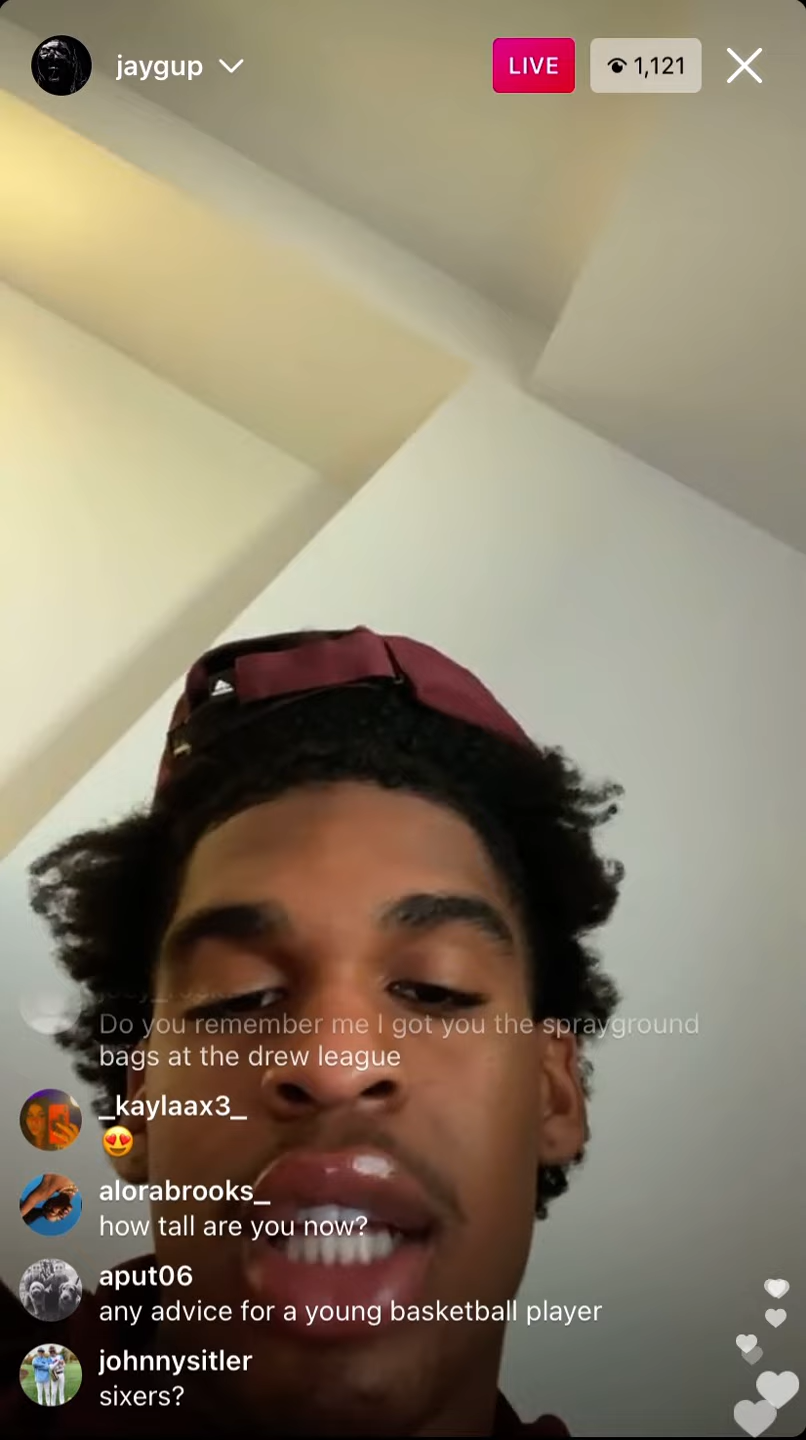 jaygup
LIVE
1,121
Do you remember me I got you the sprayground
bags at the drew league
_kaylaax3_
😍
alorabrooks_
how tall are you now?
aput06
any advice for a young basketball player
johnnysitler
sixers?